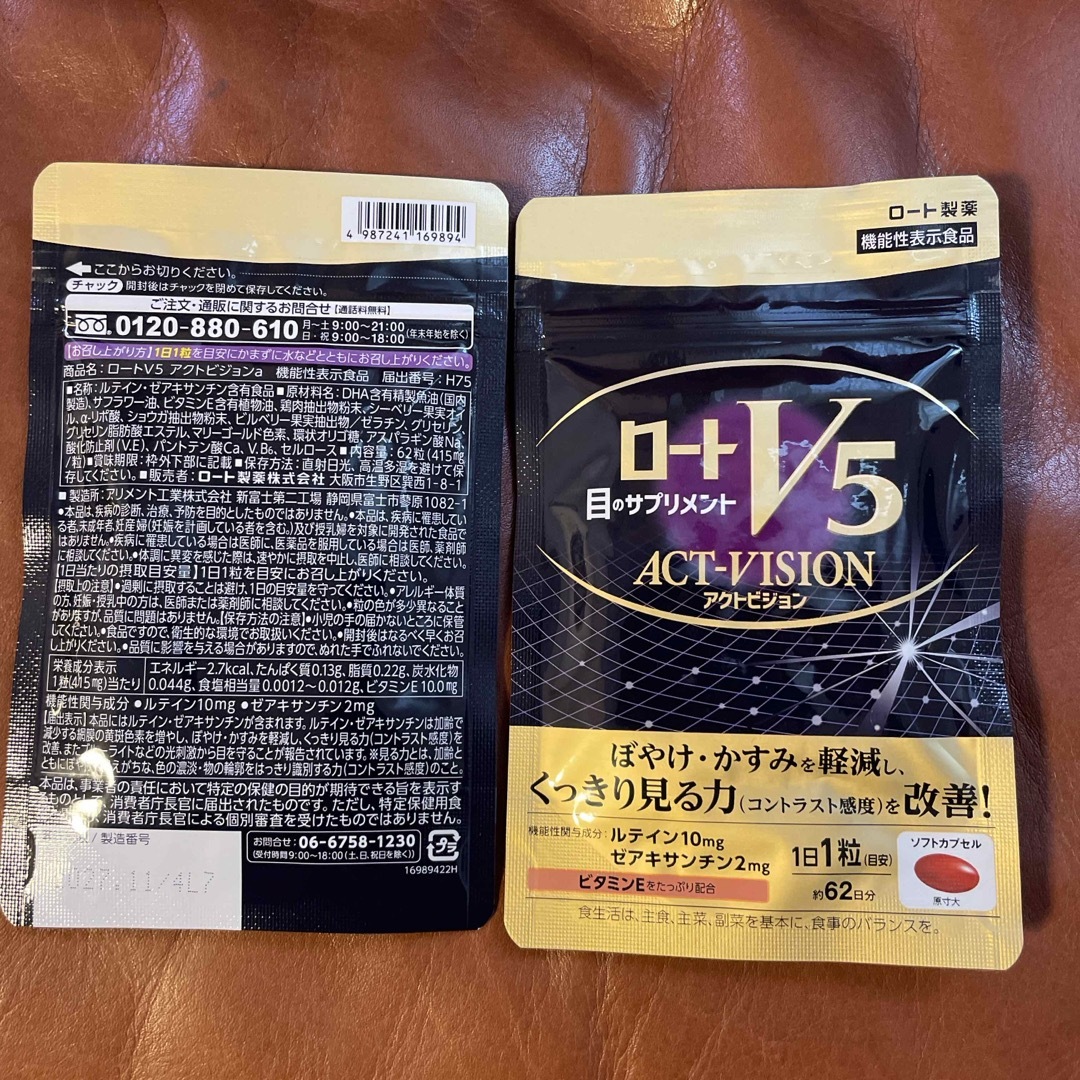 4 987241 169894
ここからお切りください。
チャック 開封後はチャックを閉めて保存してください。
ご注文・通販に関するお問合せ【通話料無料】
0120-880-610 月~土 9:00~21:00 日・祝 9:00~18:00 (年末年始を除く)
【お召し上がり方】1日1粒を目安にかまずに水などとともにお召し上がりください。
商品名:ロートV5 アクトビジョンa 機能性表示食品 届出番号:H75
■名称:ルテイン・ゼアキサンチン含有食品■原材料名:DHA含有精製魚油(国内
製造)、サフラワー油、ビタミンE含有植物油、鶏肉抽出物粉末、シーベリー果実オイ
ル、α-リポ酸、ショウガ抽出物粉末、ビルベリー果実抽出物/ゼラチン、グリセリン、
グリセリン脂肪酸エステル、マリーゴールド色素、環状オリゴ糖、アスパラギン酸Na、
酸化防止剤(V.E)、パントテン酸Ca、V.B₆、セルロース■内容量:62粒(415mg
/粒)■賞味期限:枠外下部に記載■保存方法:直射日光、高温多湿を避けて保
存してください。■販売者:ロート製薬株式会社 大阪市生野区巽西1-8-1
■製造所:アリメント工業株式会社 新富士第二工場 静岡県富士市蓼原1082-1
●本品は、疾病の診断、治療、予防を目的としたものではありません。●本品は、疾病に罹患してい
る者、未成年者、妊産婦(妊娠を計画している者を含む。)及び授乳婦を対象に開発された食品で
はありません。●疾病に罹患している場合は医師に、医薬品を服用している場合は医師、薬剤師
に相談してください。●体調に異変を感じた際は、速やかに摂取を中止し、医師に相談してください。
【1日当たりの摂取目安量】1日1粒を目安にお召し上がりください。
【摂取上の注意】●過剰に摂取することは避け、1日の目安量を守ってください。●アレルギー体質
の方、妊娠・授乳中の方は、医師または薬剤師に相談してください。●粒の色が多少異なること
がありますが、品質に問題はありません。【保存方法の注意】●小児の手の届かないところに保管
してください。●食品ですので、衛生的な環境でお取扱いください。●開封後はなるべく早くお召
し上がりください。●品質に影響を与える場合がありますので、ぬれた手でふれないでください。
栄養成分表示 1粒(415mg)当たり
エネルギー2.7kcal、たんぱく質0.13g、脂質0.22g、炭水化物
0.044g、食塩相当量0.0012~0.012g、ビタミンE 10.0mg
機能性関与成分 ●ルテイン10mg ●ゼアキサンチン2mg
【届出表示】本品にはルテイン・ゼアキサンチンが含まれます。ルテイン・ゼアキサンチンは加齢で
減少する網膜の黄斑色素を増やし、ぼやけ・かすみを軽減し、くっきり見る力(コントラスト感度)を
改善、また
ライトなどの光刺激から目を守ることが報告されています。※見る力とは、加齢と
ともにぼや
えがちな、色の濃淡・物の輪郭をはっきり識別する力(コントラスト感度)のこと。
本品は、事業者の責任において特定の保健の目的が期待できる旨を表示す
るものとし
、消費者庁長官に届出されたものです。ただし、特定保健用食
消費者庁長官による個別審査を受けたものではありません。
/製造番号
027.11/4L7
お問合せ:06-6758-1230
(受付時間9:00~18:00(土、日、祝日を除く))
プラ
16989422H
ロート製薬
機能性表示食品
ロートV5
目のサプリメント
ACT-VISION
アクトビジョン
ぼやけ・かすみを軽減し、
くっきり見る力(コントラスト感度)を改善!
機能性関与成分:ルテイン10mg
ゼアキサンチン2mg
ビタミンEをたっぷり配合
1日1粒(目安)
約62日分
ソフトカプセル
原寸大
食生活は、主食、主菜、副菜を基本に、食事のバランスを。